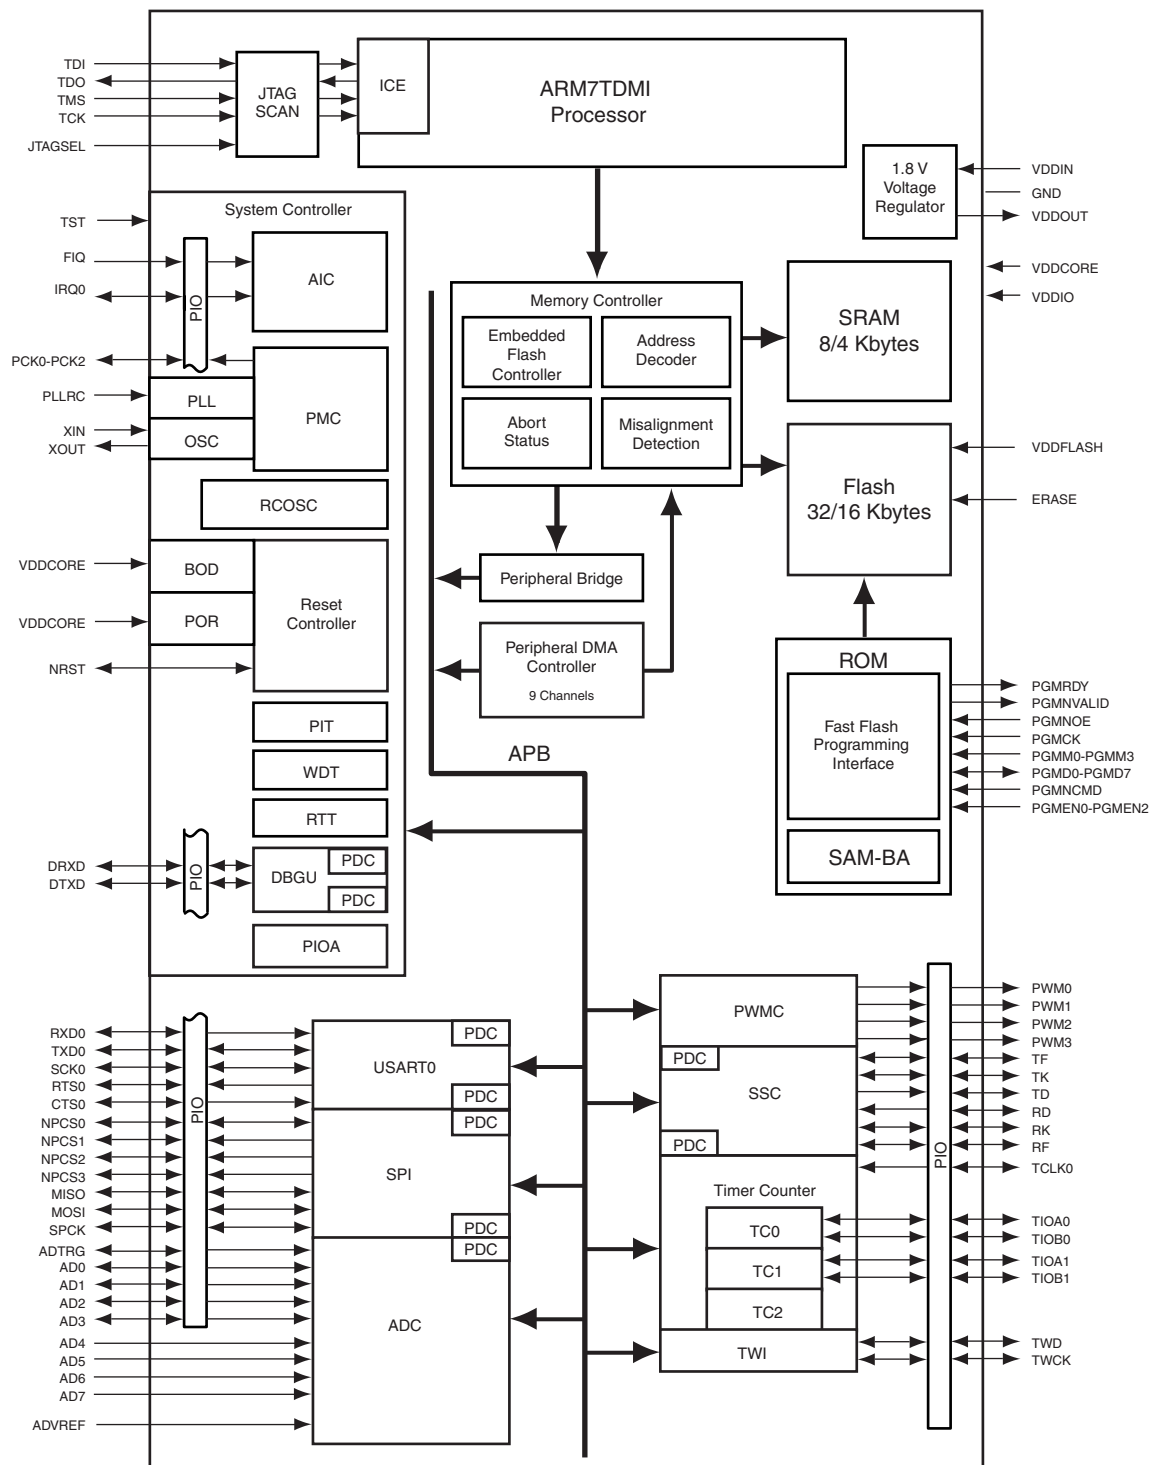 TDI
TDO
TMS
TCK
JTAGSEL
JTAG
SCAN
ICE
ARM7TDMI
Processor
1.8 V
Voltage
Regulator
VDDIN
GND
VDDOUT
VDDCORE
VDDIO
System Controller
TST
FIQ
IRQ0
PIO
AIC
PCK0-PCK2
PLLRC
PLL
XIN
XOUT
OSC
PMC
RCOSC
VDDCORE
BOD
VDDCORE
POR
Reset
Controller
NRST
PIT
WDT
RTT
DRXD
DTXD
PIO
DBGU
PDC
PDC
PIOA
Memory Controller
Embedded
Flash
Controller
Address
Decoder
Abort
Status
Misalignment
Detection
Peripheral Bridge
Peripheral DMA
Controller
9 Channels
APB
SRAM
8/4 Kbytes
Flash
32/16 Kbytes
VDDFLASH
ERASE
ROM
Fast Flash
Programming
Interface
SAM-BA
PGMRDY
PGMNVALID
PGMNOE
PGMCK
PGMM0-PGMM3
PGMD0-PGMD7
PGMNCMD
PGMEN0-PGMEN2
RXD0
TXD0
SCK0
RTS0
CTS0
NPCS0
NPCS1
NPCS2
NPCS3
MISO
MOSI
SPCK
ADTRG
AD0
AD1
AD2
AD3
AD4
AD5
AD6
AD7
ADVREF
PIO
PDC
USART0
PDC
PDC
SPI
PDC
PDC
ADC
PWMC
PDC
SSC
PDC
Timer Counter
TC0
TC1
TC2
TWI
PIO
PWM0
PWM1
PWM2
PWM3
TF
TK
TD
RD
RK
RF
TCLK0
TIOA0
TIOB0
TIOA1
TIOB1
TWD
TWCK